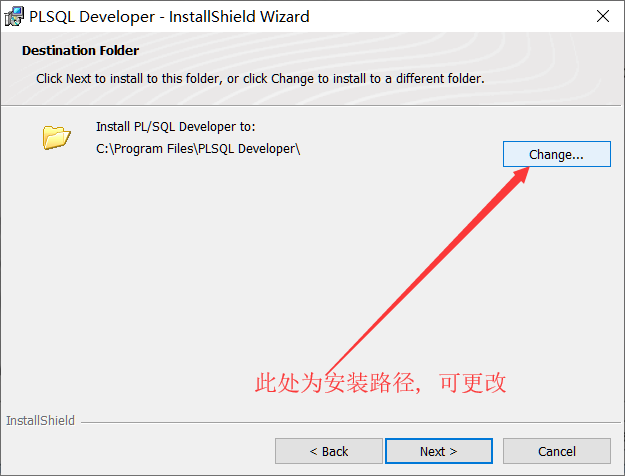 PLSQL Developer - InstallShield Wizard
Destination Folder
Click Next to install to this folder, or click Change to install to a different folder.
Install PL/SQL Developer to:
C:\Program Files\PLSQL Developer\
Change...
此处为安装路径，可更改
InstallShield
< Back
Next >
Cancel